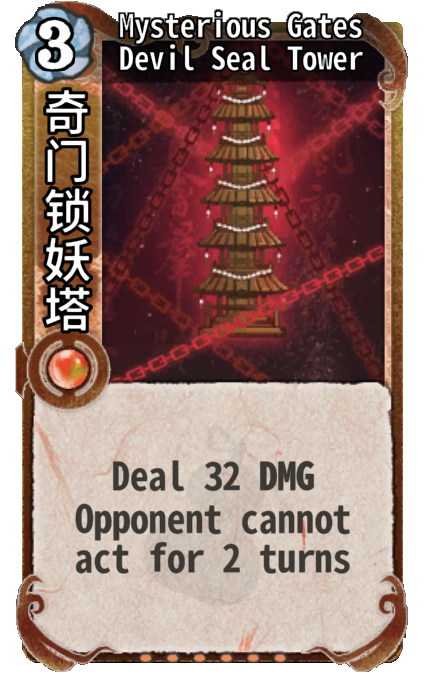 3
Mysterious Gates
Devil Seal Tower
奇门锁妖塔
Deal 32 DMG
Opponent cannot
act for 2 turns